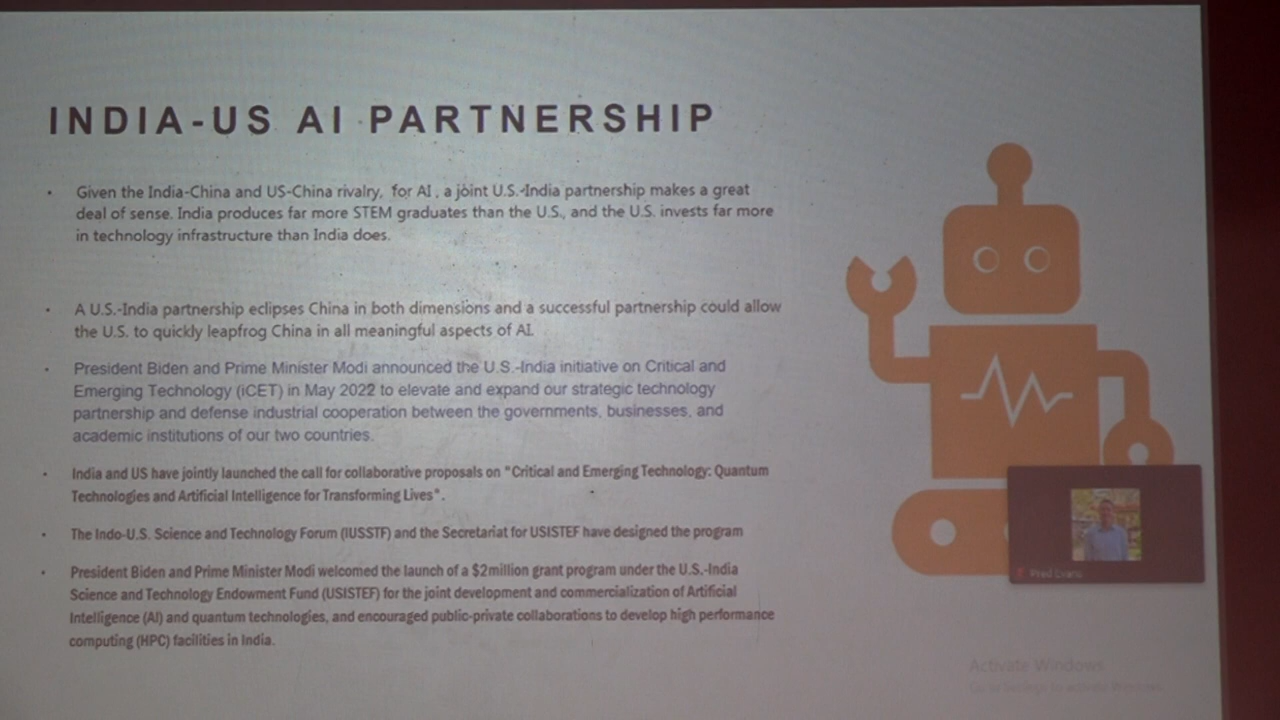 INDIA-US AI PARTNERSHIP
• Given the India-China and US-China rivalry, for AI , a joint U.S.-India partnership makes a great
deal of sense. India produces far more STEM graduates than the U.S., and the U.S. invests far more
in technology infrastructure than India does.
• A U.S.-India partnership eclipses China in both dimensions and a successful partnership could allow
the U.S. to quickly leapfrog China in all meaningful aspects of AI.
• President Biden and Prime Minister Modi announced the U.S.-India initiative on Critical and
Emerging Technology (iCET) in May 2022 to elevate and expand our strategic technology
partnership and defense industrial cooperation between the governments, businesses, and
academic institutions of our two countries.
• India and US have jointly launched the call for collaborative proposals on "Critical and Emerging Technology: Quantum
Technologies and Artificial Intelligence for Transforming Lives".
• The Indo-U.S. Science and Technology Forum (IUSSTF) and the Secretariat for USISTEF have designed the program
• President Biden and Prime Minister Modi welcomed the launch of a $2million grant program under the U.S.-India
Science and Technology Endowment Fund (USISTEF) for the joint development and commercialization of Artificial
Intelligence (AI) and quantum technologies, and encouraged public-private collaborations to develop high performance
computing (HPC) facilities in India.
Evans
Activate Windows
Go to Settings to activate Windows.